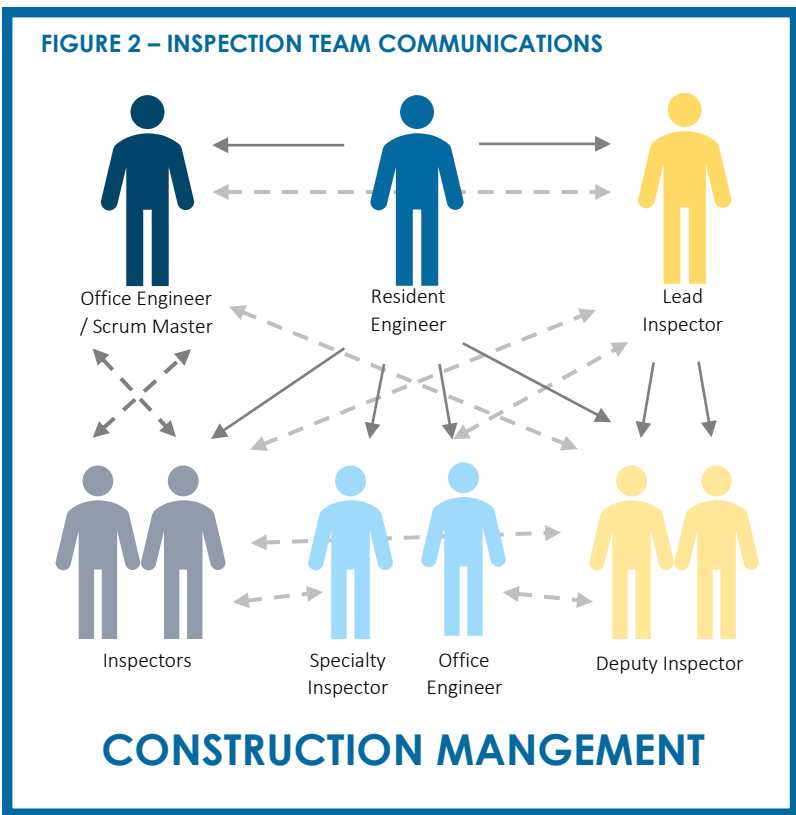 FIGURE 2 – INSPECTION TEAM COMMUNICATIONS
Office Engineer
/ Scrum Master
Resident
Engineer
Lead
Inspector
Inspectors
Specialty
Inspector
Office
Engineer
Deputy Inspector
CONSTRUCTION MANGEMENT